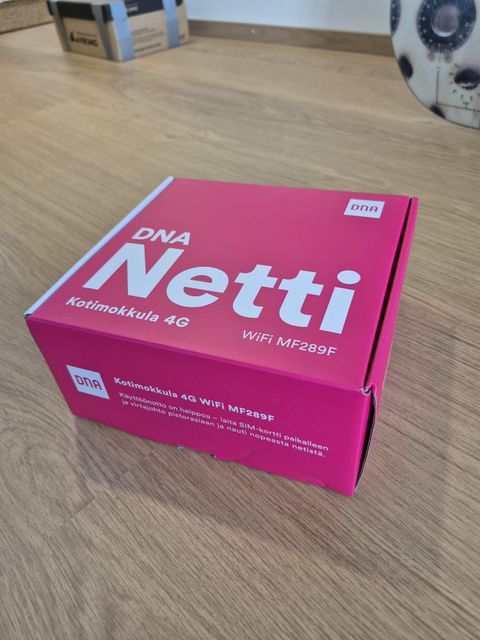 DNA
DNA
Netti
Kotimokkula 4G
WiFi MF289F
DNA
Kotimokkula 4G WiFi MF289F
Käyttöönotto on helppoa – laita SIM-kortti paikalleen
ja virtajohto pistorasiaan ja nauti nopeasta netistä.